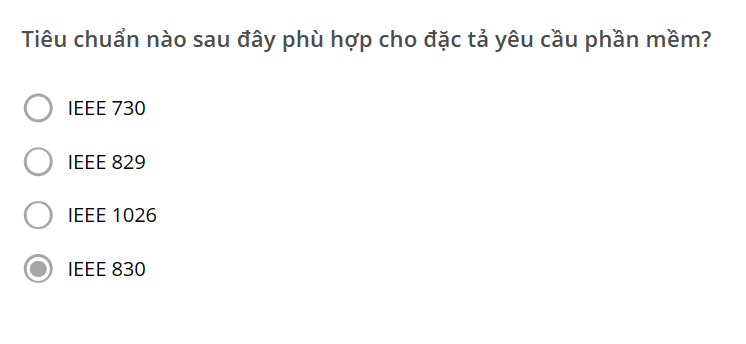 Tiêu chuẩn nào sau đây phù hợp cho đặc tả yêu cầu phần mềm?
IEEE 730
IEEE 829
IEEE 1026
IEEE 830